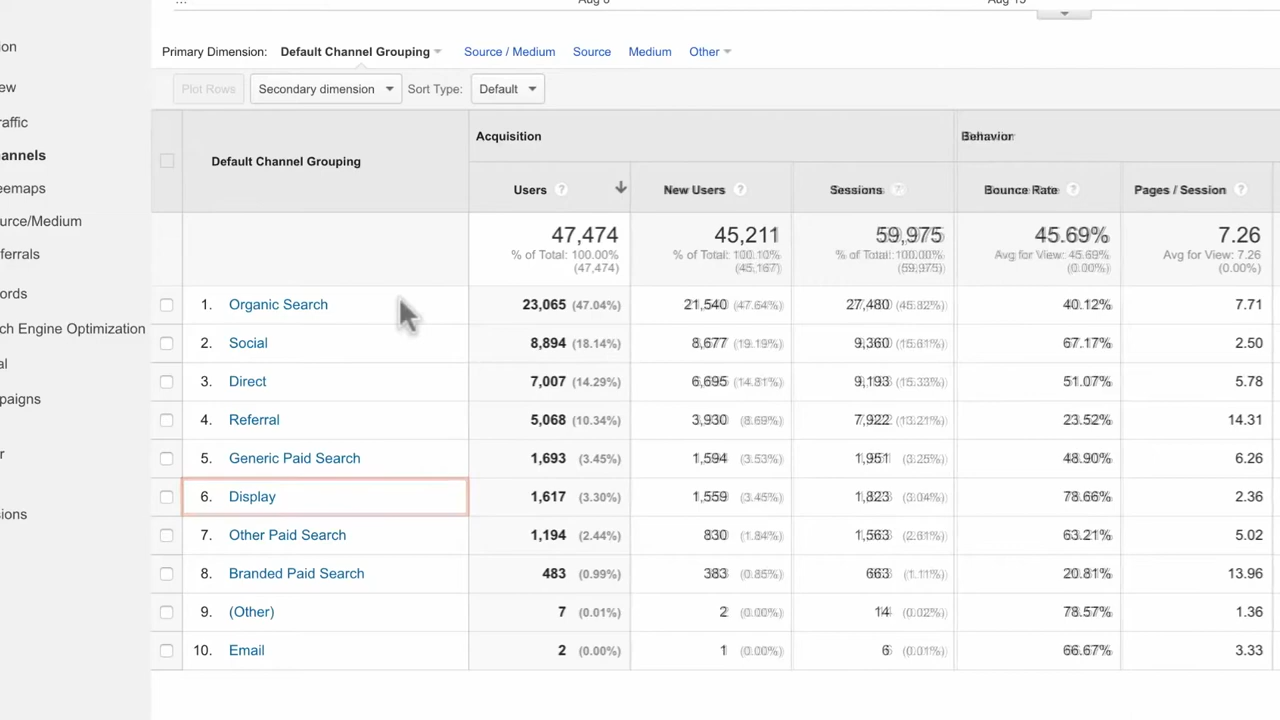 ...
Aug 8
Aug 15
Primary Dimension: Default Channel Grouping Source / Medium Source Medium Other
Plot Rows Secondary dimension Sort Type: Default
Default Channel Grouping Acquisition Behavior
Users ? New Users ? Sessions ? Bounce Rate ? Pages / Session ?
47,474 45,211 59,975 45.69% 7.26
% of Total: 100.00% % of Total: 100.10% % of Total: 100.00% Avg for View: 45.69% Avg for View: 7.26
(47,474) (45,167) (59,975) (0.00%) (0.00%)
1. Organic Search 23,065 (47.04%) 21,540 (47.64%) 27,480 (45.82%) 40.12% 7.71
2. Social 8,894 (18.14%) 8,677 (19.19%) 9,360 (15.61%) 67.17% 2.50
3. Direct 7,007 (14.29%) 6,695 (14.81%) 9,193 (15.33%) 51.07% 5.78
4. Referral 5,068 (10.34%) 3,930 (8.69%) 7,922 (13.21%) 23.52% 14.31
5. Generic Paid Search 1,693 (3.45%) 1,594 (3.53%) 1,951 (3.25%) 48.90% 6.26
6. Display 1,617 (3.30%) 1,559 (3.45%) 1,823 (3.04%) 78.66% 2.36
7. Other Paid Search 1,194 (2.44%) 830 (1.84%) 1,563 (2.61%) 63.21% 5.02
8. Branded Paid Search 483 (0.99%) 383 (0.85%) 663 (1.11%) 20.81% 13.96
9. (Other) 7 (0.01%) 2 (0.00%) 14 (0.02%) 78.57% 1.36
10. Email 2 (0.00%) 1 (0.00%) 6 (0.01%) 66.67% 3.33
ion
ew
raffic
annels
eemaps
urce/Medium
ferrals
ords
ch Engine Optimization
al
paigns
r
sions